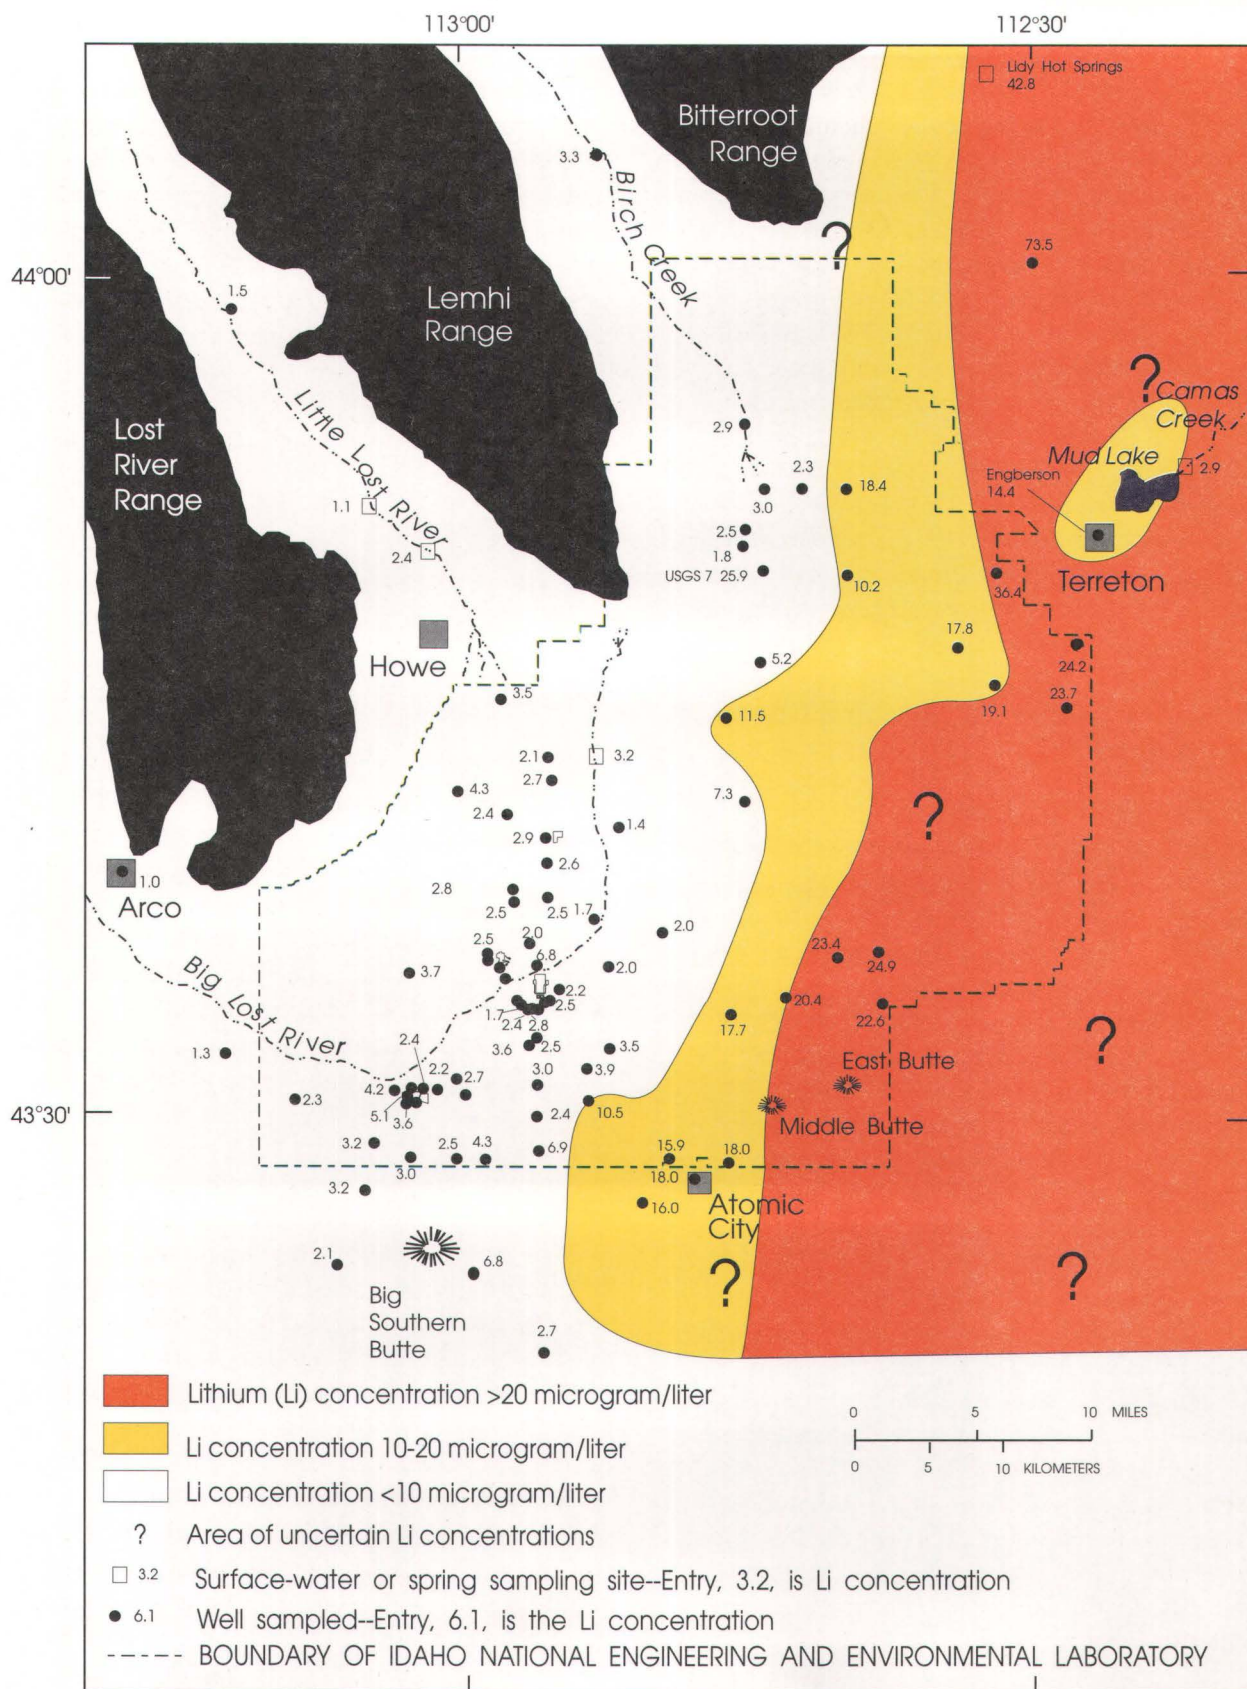 113°00'
112°30'
Lidy Hot Springs
42.8
Bitterroot
Range
3.3
Birch Creek
?
73.5
44°00'
1.5
Lemhi
Range
?
Camas
Creek
Little Lost River
Lost
River
Range
2.9
Mud Lake
2.9
Engberson
14.4
2.3
18.4
3.0
1.1
2.5
2.4
1.8
USGS 7 25.9
10.2
36.4
Terreton
17.8
Howe
5.2
24.2
3.5
19.1
23.7
11.5
2.1
3.2
2.7
4.3
7.3
?
2.4
1.4
2.9
2.6
1.0
Arco
2.8
2.5
2.5
1.7
2.0
2.0
2.5
6.8
23.4
24.9
3.7
2.0
Big Lost River
2.2
20.4
1.7
2.5
22.6
2.4
2.8
17.7
?
2.4
3.6
2.5
3.5
1.3
East Butte
2.2
2.7
3.0
3.9
4.2
2.3
43°30'
5.1
3.6
2.4
10.5
Middle Butte
3.2
2.5
4.3
6.9
15.9
18.0
3.0
18.0
3.2
16.0
Atomic
City
2.1
6.8
?
?
Big
Southern
Butte
2.7
Lithium (Li) concentration >20 microgram/liter
0 5 10 MILES
Li concentration 10-20 microgram/liter
0 5 10 KILOMETERS
Li concentration <10 microgram/liter
? Area of uncertain Li concentrations
3.2 Surface-water or spring sampling site--Entry, 3.2, is Li concentration
6.1 Well sampled--Entry, 6.1, is the Li concentration
BOUNDARY OF IDAHO NATIONAL ENGINEERING AND ENVIRONMENTAL LABORATORY